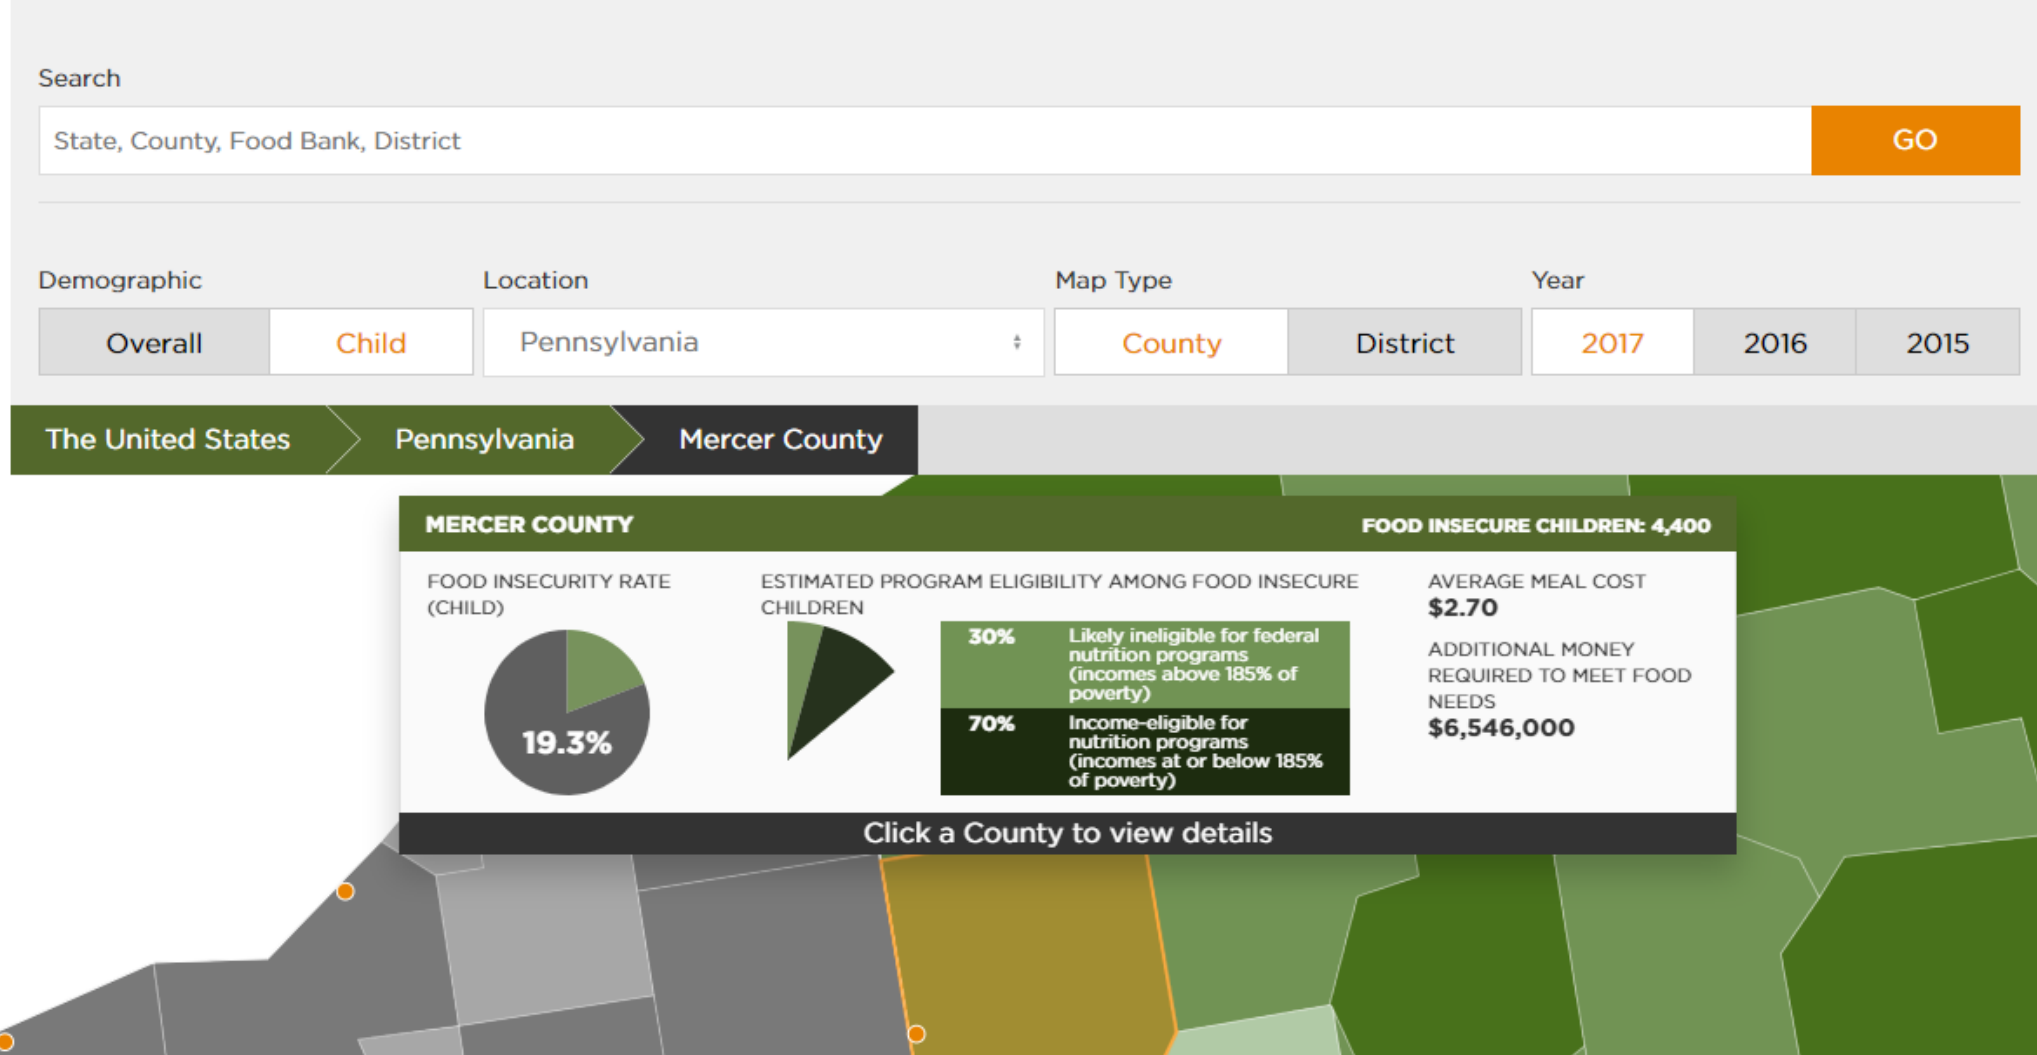 Search
State, County, Food Bank, District
GO
Demographic
Location
Map Type
Year
Overall
Child
Pennsylvania
County
District
2017
2016
2015
The United States
Pennsylvania
Mercer County
MERCER COUNTY
FOOD INSECURE CHILDREN: 4,400
FOOD INSECURITY RATE
(CHILD)
19.3%
ESTIMATED PROGRAM ELIGIBILITY AMONG FOOD INSECURE
CHILDREN
30%
Likely ineligible for federal
nutrition programs
(incomes above 185% of
poverty)
70%
Income-eligible for
nutrition programs
(incomes at or below 185%
of poverty)
AVERAGE MEAL COST
$2.70
ADDITIONAL MONEY
REQUIRED TO MEET FOOD
NEEDS
$6,546,000
Click a County to view details